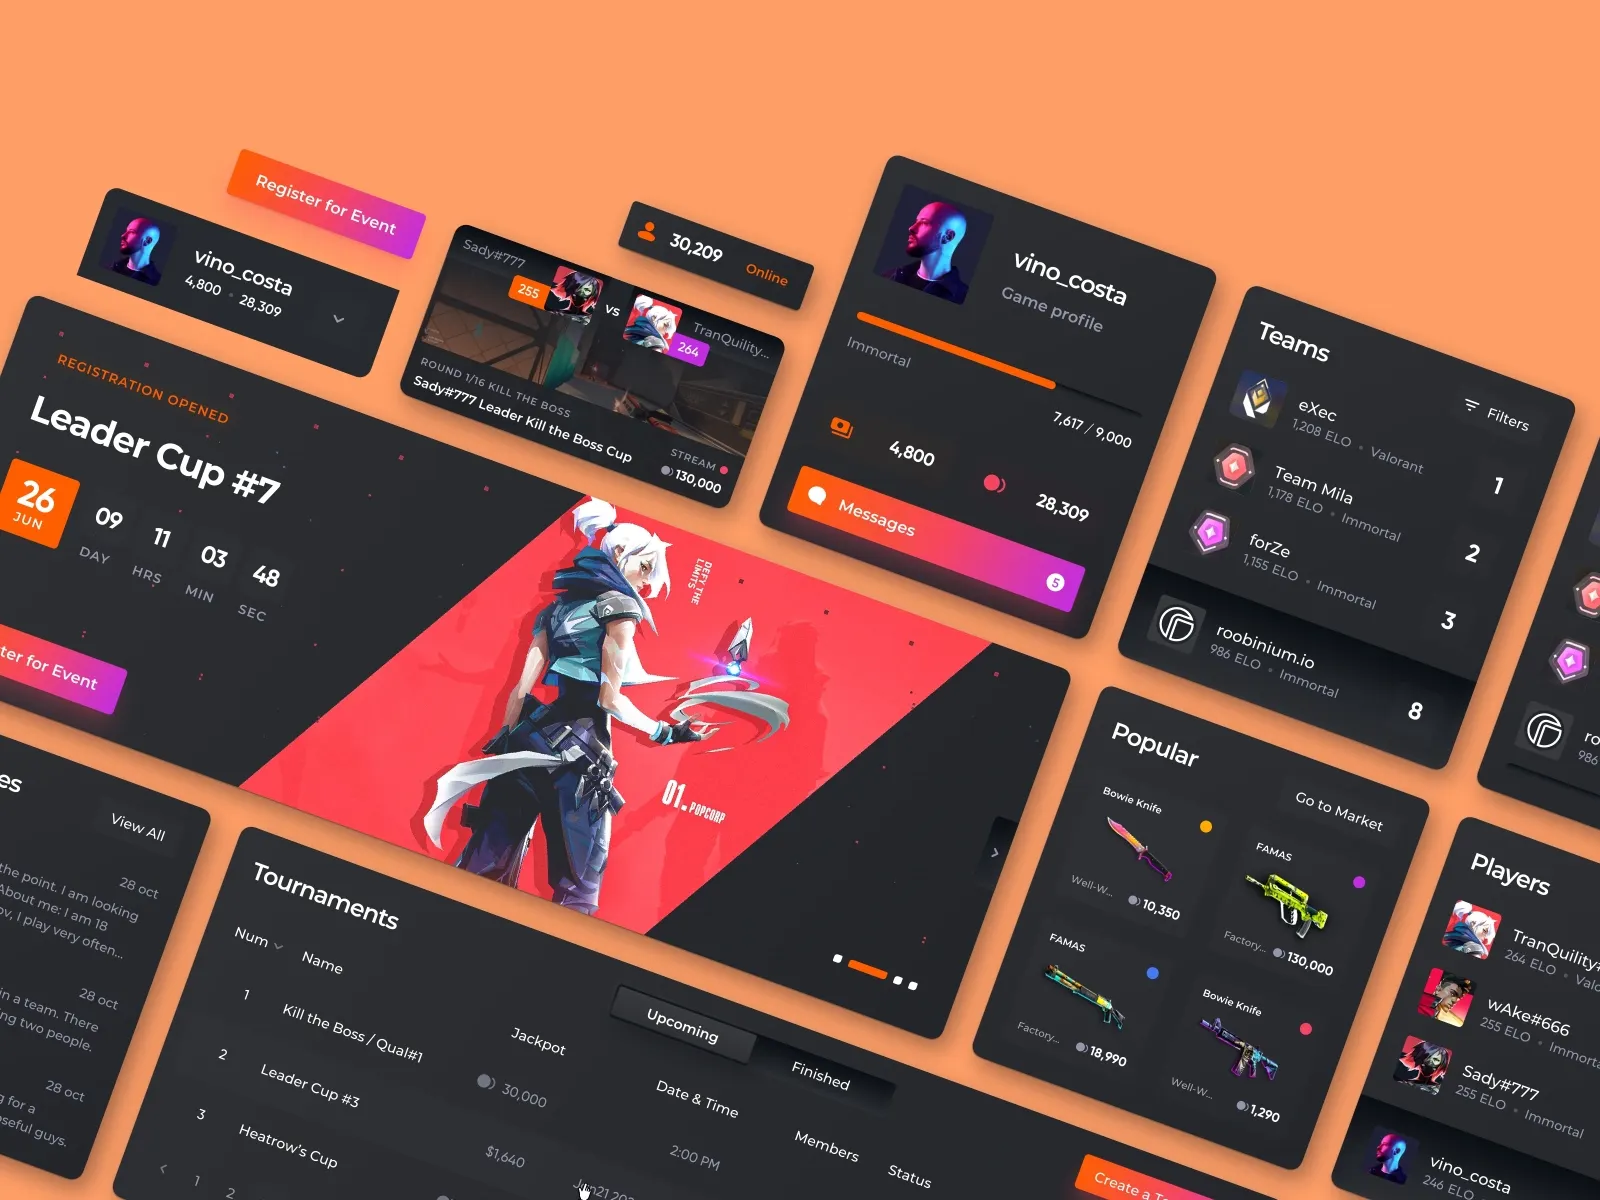 Register for Event
vino_costa
4,800 • 28,309
Sady#777
255
vs
TranQuility...
264
ROUND 1/16 KILL THE BOSS
Sady#777 Leader Kill the Boss Cup
STREAM
130,000
30,209
Online
vino_costa
Game profile
Immortal
7,617 / 9,000
4,800
28,309
Messages
5
Teams
Filters
eXec
1,208 ELO • Valorant
1
Team Mila
1,178 ELO • Immortal
2
forZe
1,155 ELO • Immortal
3
roobinium.io
986 ELO • Immortal
8
ro
986
REGISTRATION OPENED
Leader Cup #7
26
JUN
09
DAY
11
HRS
03
MIN
48
SEC
ter for Event
DEFY THE
LIMITS
01. POPCORP
es
View All
28 oct
the point. I am looking
About me: I am 18
ov, I play very often...
28 oct
in a team. There
ng two people.
28 oct
g for a
oseful guys.
Tournaments
Num
Name
Jackpot
Upcoming
Finished
Date & Time
Members
Status
1
Kill the Boss / Qual#1
30,000
2:00 PM
2
Leader Cup #3
$1,640
3
Heatrow's Cup
1
2
Create a T
Popular
Go to Market
Bowie Knife
Well-W...
10,350
FAMAS
Factory...
130,000
FAMAS
Factory...
18,990
Bowie Knife
Well-W...
1,290
Players
TranQuility#
264 ELO • Valo
wAke#666
255 ELO • Immorta
Sady#777
255 ELO • Immortal
vino_costa
246 ELO